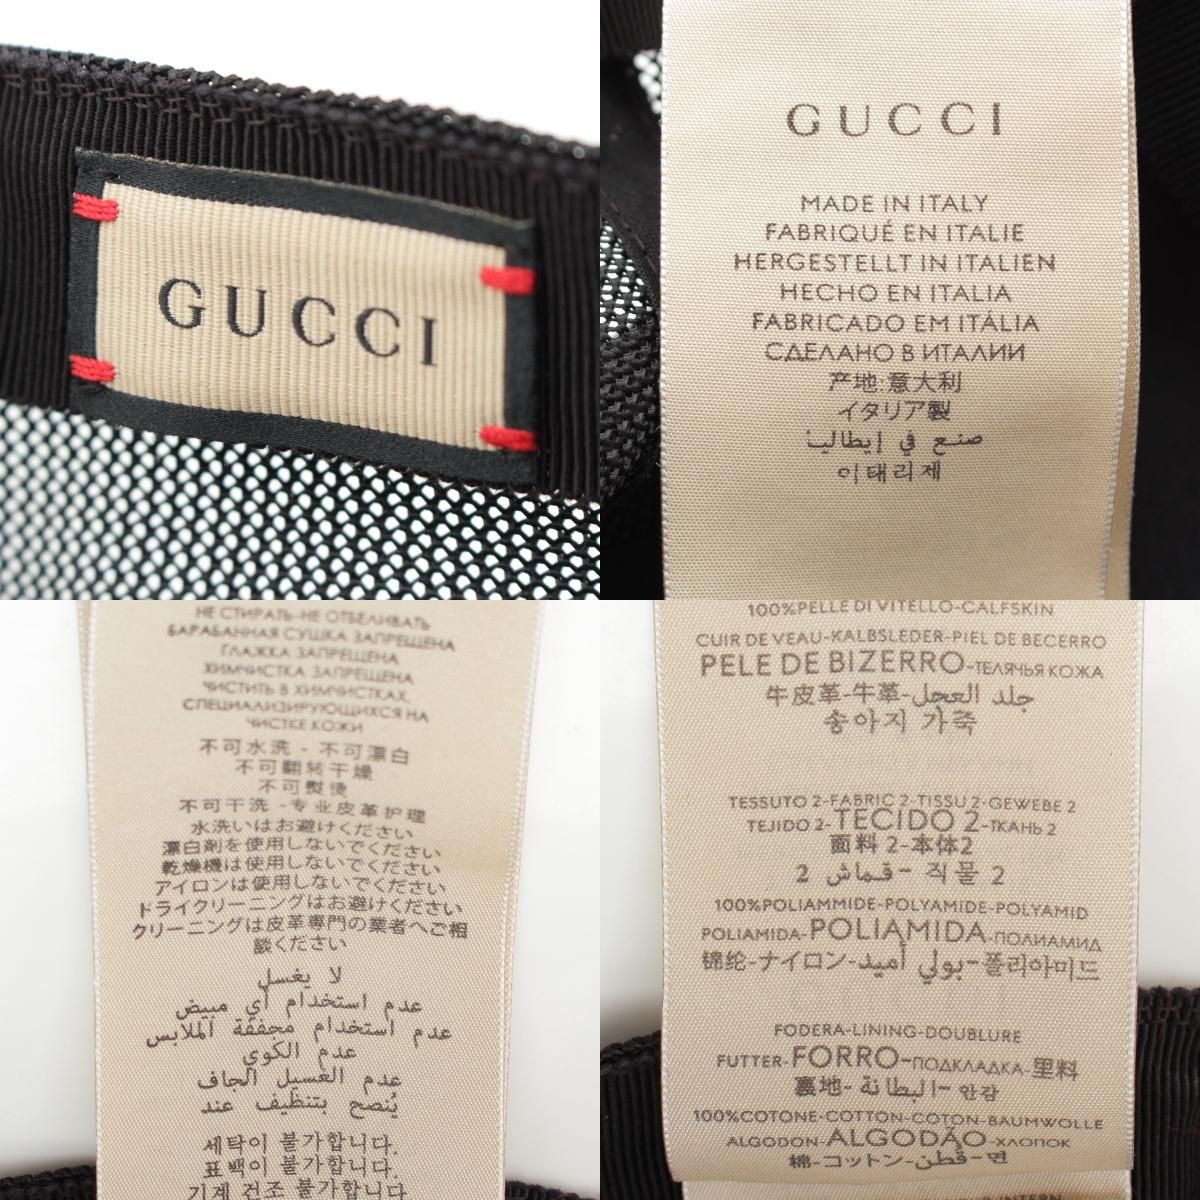 GUCCI
GUCCI
MADE IN ITALY
FABRIQUÉ EN ITALIE
HERGESTELLT IN ITALIEN
HECHO EN ITALIA
FABRICADO EM ITÁLIA
СДЕЛАНО В ИТАЛИИ
产地:意大利
イタリア製
صنع في إيطاليا
이태리제
НЕ СТИРАТЬ-НЕ ОТБЕЛИВАТЬ
БАРАБАННАЯ СУШКА ЗАПРЕЩЕНА
ГЛАЖКА ЗАПРЕЩЕНА
ХИМЧИСТКА ЗАПРЕЩЕНА
ЧИСТИТЬ В ХИМЧИСТКАХ,
СПЕЦИАЛИЗИРУЮЩИХСЯ НА
ЧИСТКЕ КОЖИ
不可水洗 - 不可漂白
不可翻转干燥
不可熨烫
不可干洗 -专业皮革护理
水洗いはお避けください
漂白剤を使用しないでください
乾燥機は使用しないでください
アイロンは使用しないでください
ドライクリーニングはお避けください
クリーニングは皮革専門の業者へご相
談ください
لا يغسل
عدم استخدام أي مبيض
عدم استخدام مجففة الملابس
عدم الكوي
عدم الغسيل الجاف
يُنصح بتنظيف عند
세탁이 불가합니다.
표백이 불가합니다.
기계 건조 불가합니다.
100%PELLE DI VITELLO-CALFSKIN
CUIR DE VEAU-KALBSLEDER-PIEL DE BECERRO
PELE DE BIZERRO-ТЕЛЯЧЬЯ КОЖА
牛皮革-牛革-جلد العجل
송아지 가죽
TESSUTO 2-FABRIC 2-TISSU 2-GEWEBE 2
TEJIDO 2-TECIDO 2-ТКАНЬ 2
面料 2-本体2
2 قماش - 직물 2
100%POLIAMMIDE-POLYAMIDE-POLYAMID
POLIAMIDA-POLIAMIDA-ПОЛИАМИД
锦纶-ナイロン-بولي أميد-폴리아미드
FODERA-LINING-DOUBLURE
FUTTER-FORRO-ПОДКЛАДКА-里料
裏地-البطانة-안감
100%COTONE-COTTON-COTON-BAUMWOLLE
ALGODON-ALGODÃO-ХЛОПОК
棉-コットン-قطن-면